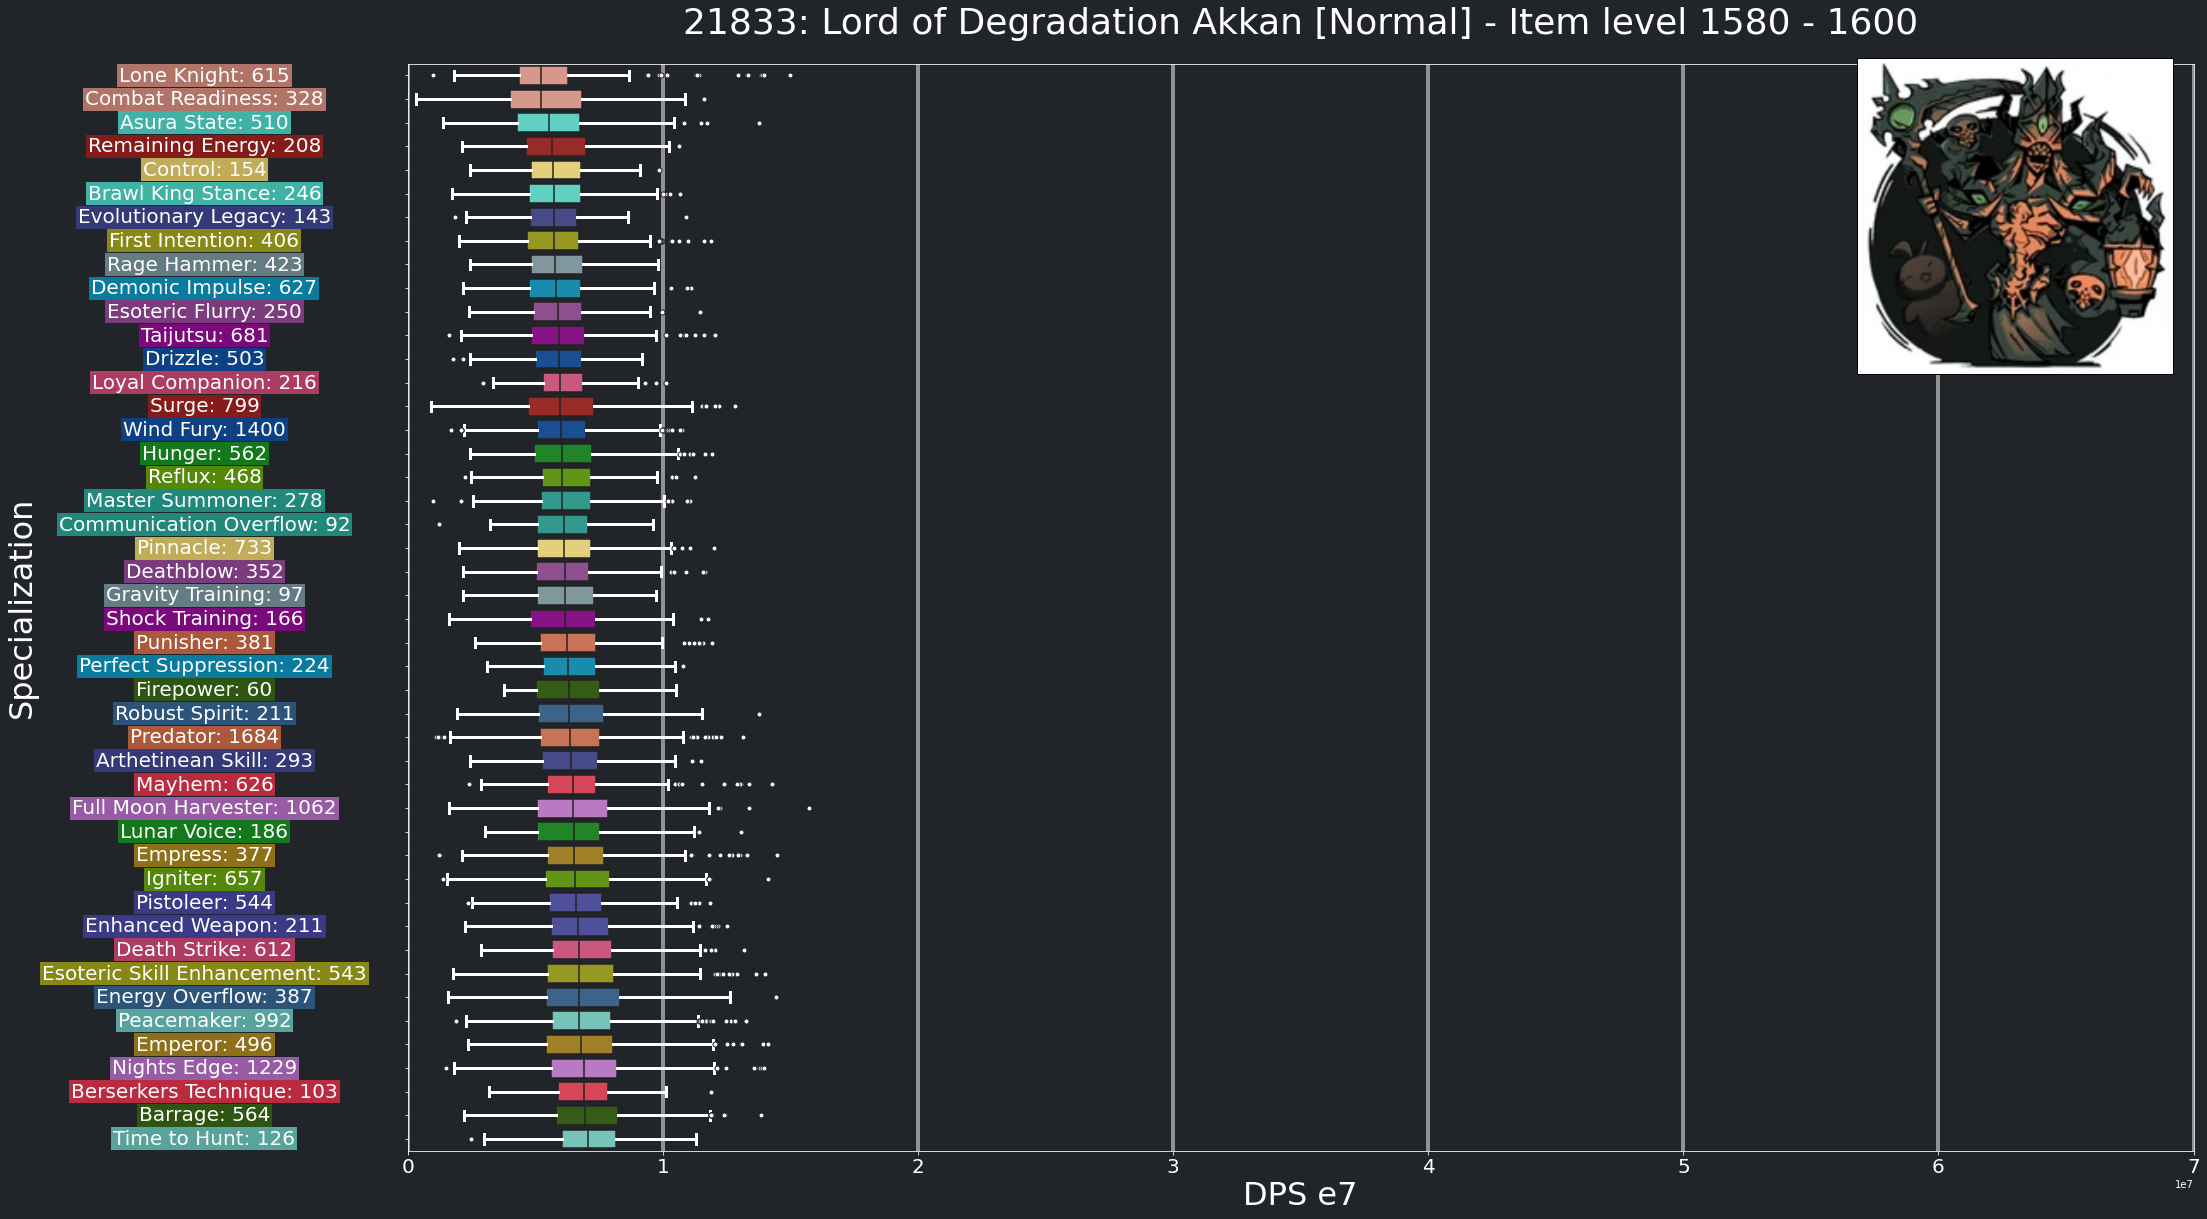 21833: Lord of Degradation Akkan [Normal] - Item level 1580 - 1600
Lone Knight: 615
Combat Readiness: 328
Asura State: 510
Remaining Energy: 208
Control: 154
Brawl King Stance: 246
Evolutionary Legacy: 143
First Intention: 406
Rage Hammer: 423
Demonic Impulse: 627
Esoteric Flurry: 250
Taijutsu: 681
Drizzle: 503
Loyal Companion: 216
Surge: 799
Wind Fury: 1400
Hunger: 562
Reflux: 468
Master Summoner: 278
Communication Overflow: 92
Pinnacle: 733
Deathblow: 352
Gravity Training: 97
Shock Training: 166
Punisher: 381
Perfect Suppression: 224
Firepower: 60
Robust Spirit: 211
Predator: 1684
Arthetinean Skill: 293
Mayhem: 626
Full Moon Harvester: 1062
Lunar Voice: 186
Empress: 377
Igniter: 657
Pistoleer: 544
Enhanced Weapon: 211
Death Strike: 612
Esoteric Skill Enhancement: 543
Energy Overflow: 387
Peacemaker: 992
Emperor: 496
Nights Edge: 1229
Berserkers Technique: 103
Barrage: 564
Time to Hunt: 126
Specialization
0 1 2 3 4 5 6 7
1e7
DPS e7